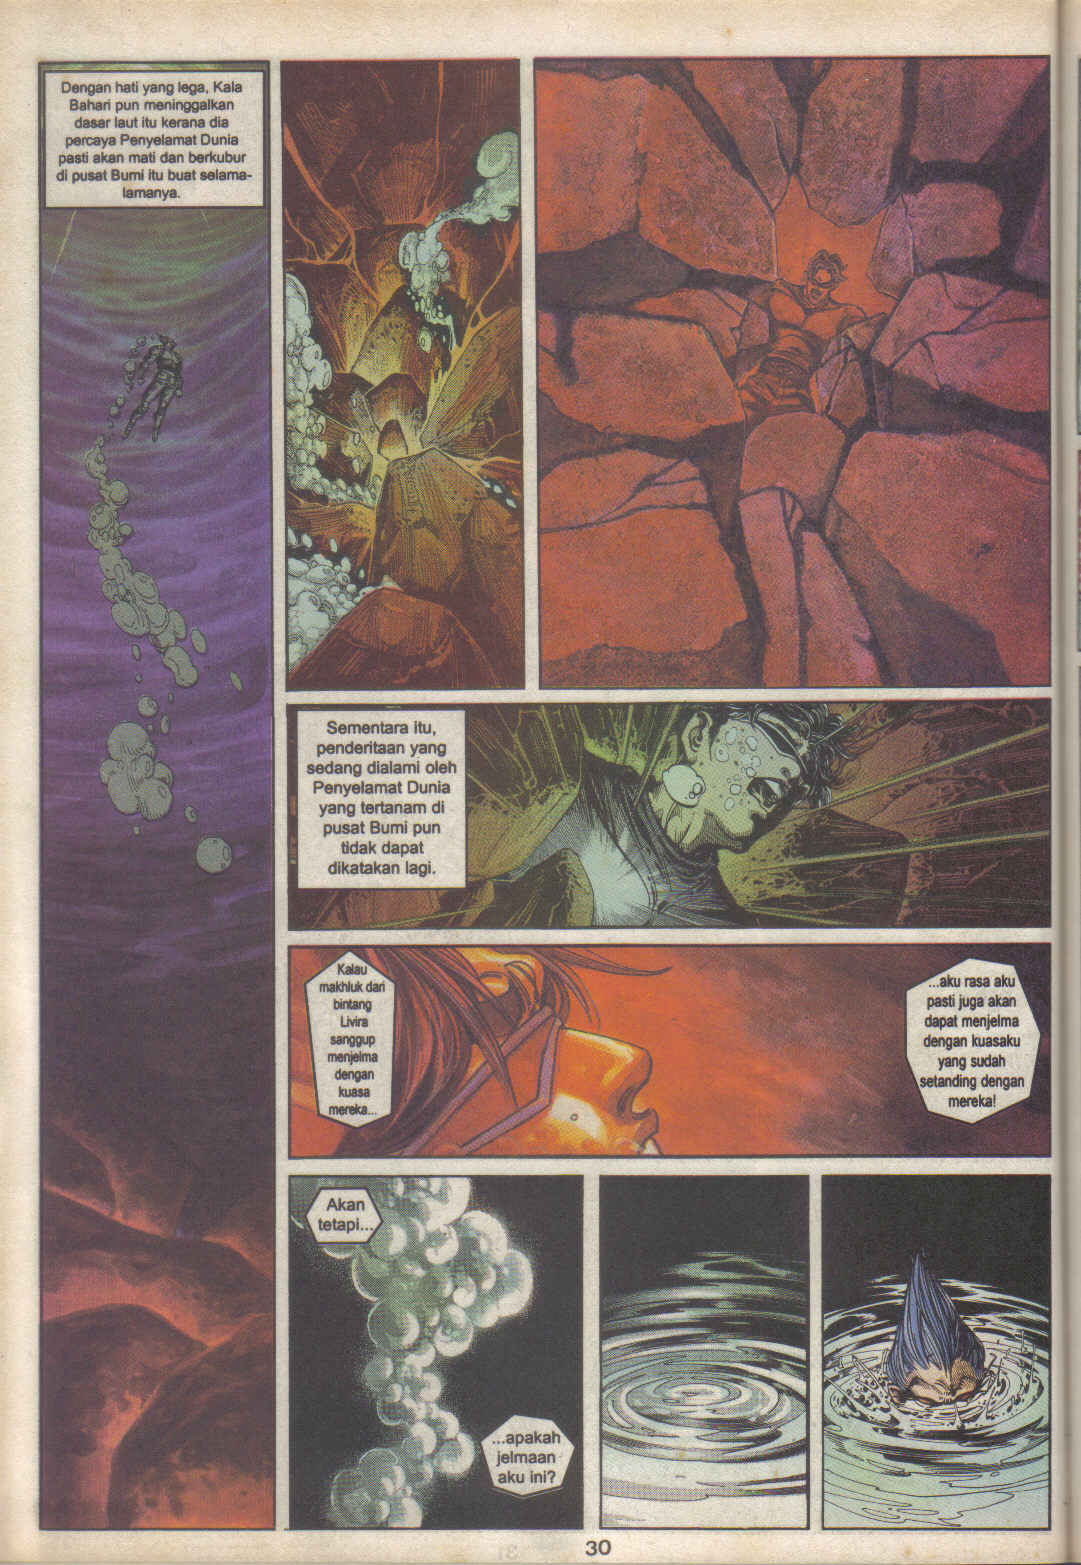 Dengan hati yang lega, Kala
Bahari pun meninggalkan
dasar laut itu kerana dia
percaya Penyelamat Dunia
pasti akan mati dan berkubur
di pusat Bumi itu buat selama-
lamanya.
Sementara itu,
penderitaan yang
sedang dialami oleh
Penyelamat Dunia
yang tertanam di
pusat Bumi pun
tidak dapat
dikatakan lagi.
Kalau
makhluk dari
bintang
Livira
sanggup
menjelma
dengan
kuasa
mereka...
...aku rasa aku
pasti juga akan
dapat menjelma
dengan kuasaku
yang sudah
setanding dengan
mereka!
Akan
tetapi...
...apakah
jelmaan
aku ini?
30